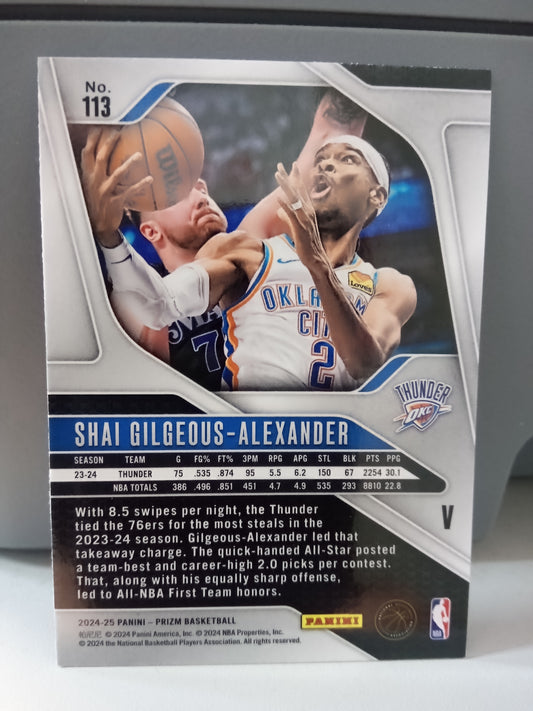 No.
113
LOVE'S
OKLAHOMA
CITY
2
7
THUNDER
OKC
SHAI GILGEOUS-ALEXANDER
SEASON TEAM G FG% FT% 3PM RPG APG STL BLK PTS PPG
23-24 THUNDER 75 .535 .874 95 5.5 6.2 150 67 2254 30.1
NBA TOTALS 386 .496 .851 451 4.7 4.9 535 293 8810 22.8
With 8.5 swipes per night, the Thunder
tied the 76ers for the most steals in the
2023-24 season. Gilgeous-Alexander led that
takeaway charge. The quick-handed All-Star posted
a team-best and career-high 2.0 picks per contest.
That, along with his equally sharp offense,
led to All-NBA First Team honors.
V
2024-25 PANINI – PRIZM BASKETBALL
帕尼尼 © 2024 Panini America, Inc. © 2024 NBA Properties, Inc.
© 2024 the National Basketball Players Association. All rights reserved.
PANINI
NBA